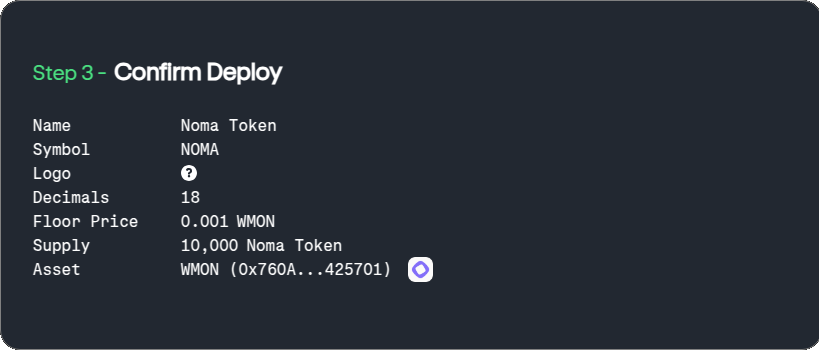 Step 3 - Confirm Deploy
Name Noma Token
Symbol NOMA
Logo ?
Decimals 18
Floor Price 0.001 WMON
Supply 10,000 Noma Token
Asset WMON (0x760A...425701)